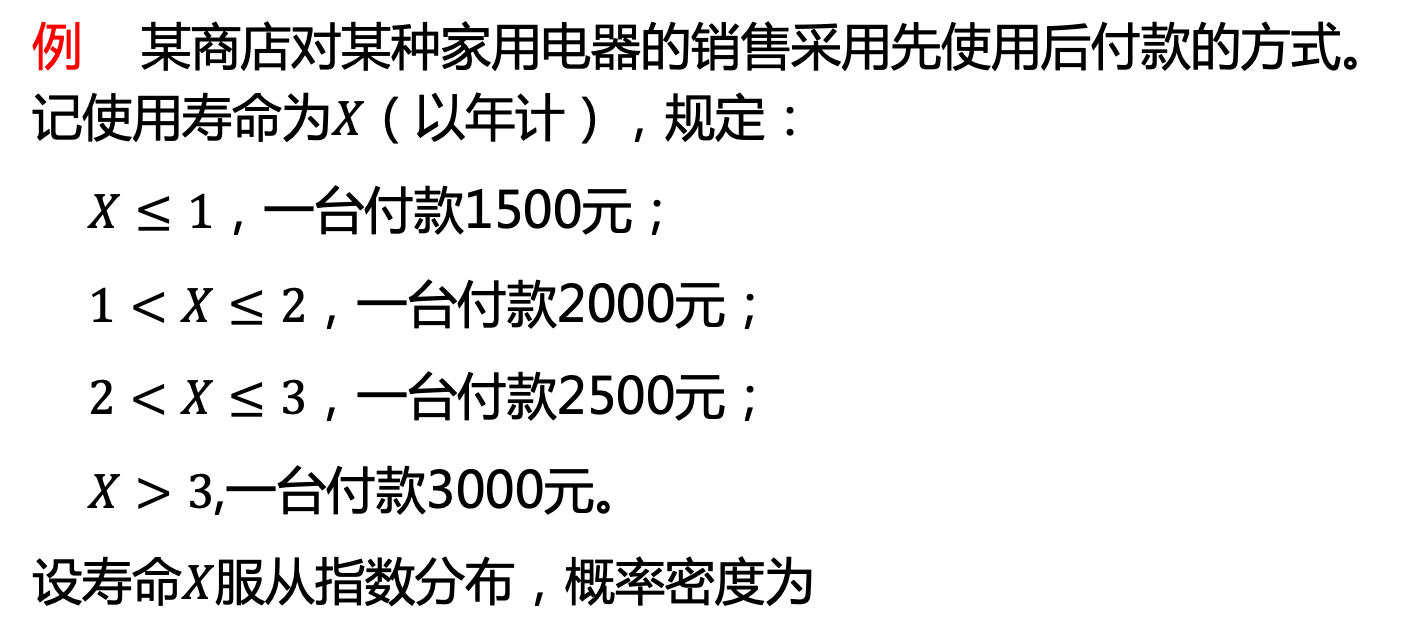 例 某商店对某种家用电器的销售采用先使用后付款的方式。
记使用寿命为X（以年计），规定：
X ≤ 1，一台付款1500元；
1 < X ≤ 2，一台付款2000元；
2 < X ≤ 3，一台付款2500元；
X > 3,一台付款3000元。
设寿命X服从指数分布，概率密度为